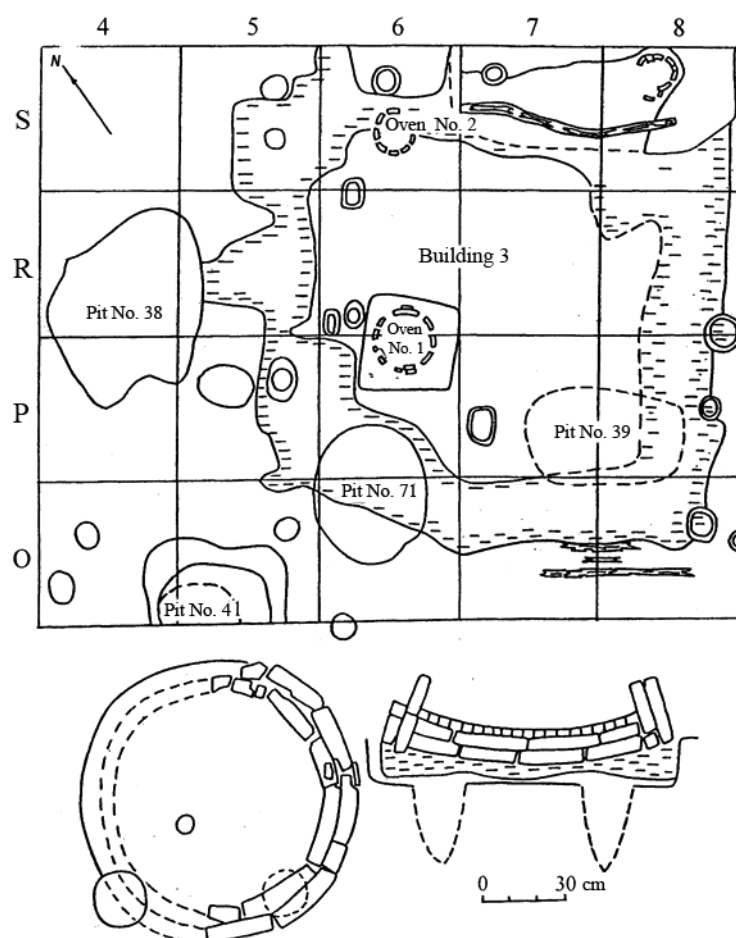 4 5 6 7 8
N
S
Oven No. 2
R
Building 3
Pit No. 38
Oven
No. 1
P
Pit No. 39
Pit No. 71
O
Pit No. 41
0 30 cm